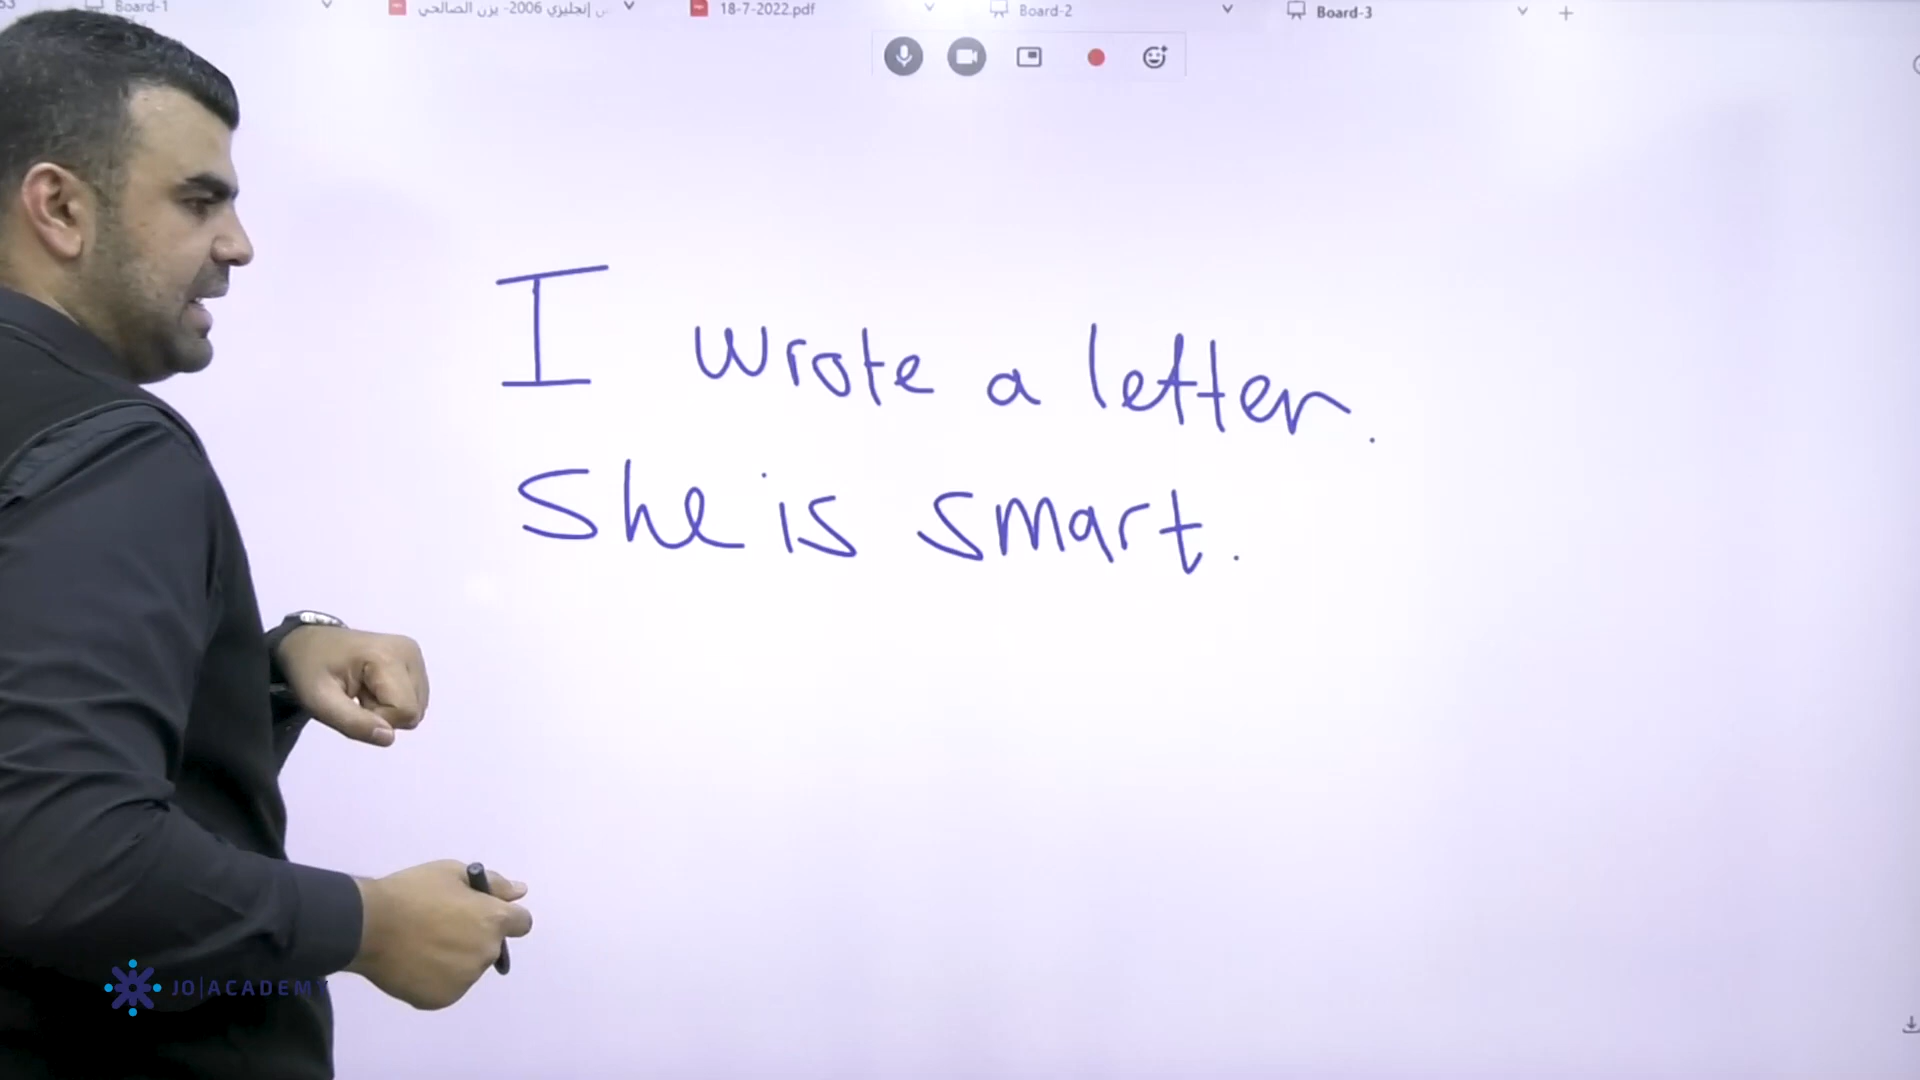 Board-1
إنجليزي 2006- يزن الصالحي
18-7-2022.pdf
Board-2
Board-3
I wrote a letter.
She is smart.
JO|ACADEMY